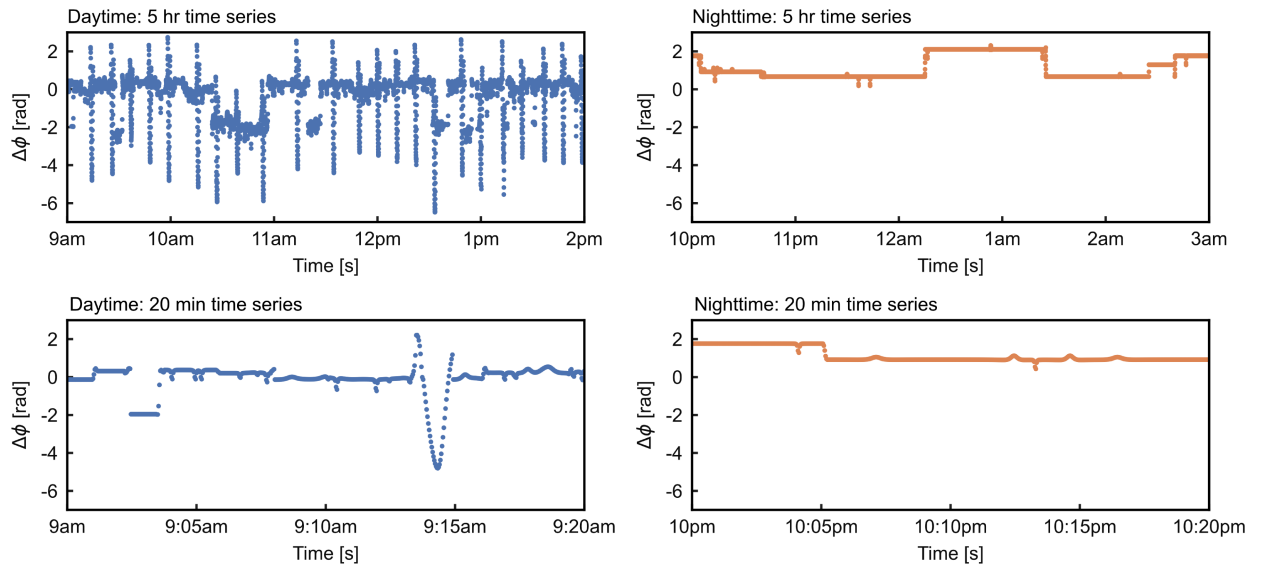 Daytime: 5 hr time series
2
0
-2
-4
-6
Δϕ [rad]
9am 10am 11am 12pm 1pm 2pm
Time [s]
Nighttime: 5 hr time series
2
0
-2
-4
-6
Δϕ [rad]
10pm 11pm 12am 1am 2am 3am
Time [s]
Daytime: 20 min time series
2
0
-2
-4
-6
Δϕ [rad]
9am 9:05am 9:10am 9:15am 9:20am
Time [s]
Nighttime: 20 min time series
2
0
-2
-4
-6
Δϕ [rad]
10pm 10:05pm 10:10pm 10:15pm 10:20pm
Time [s]